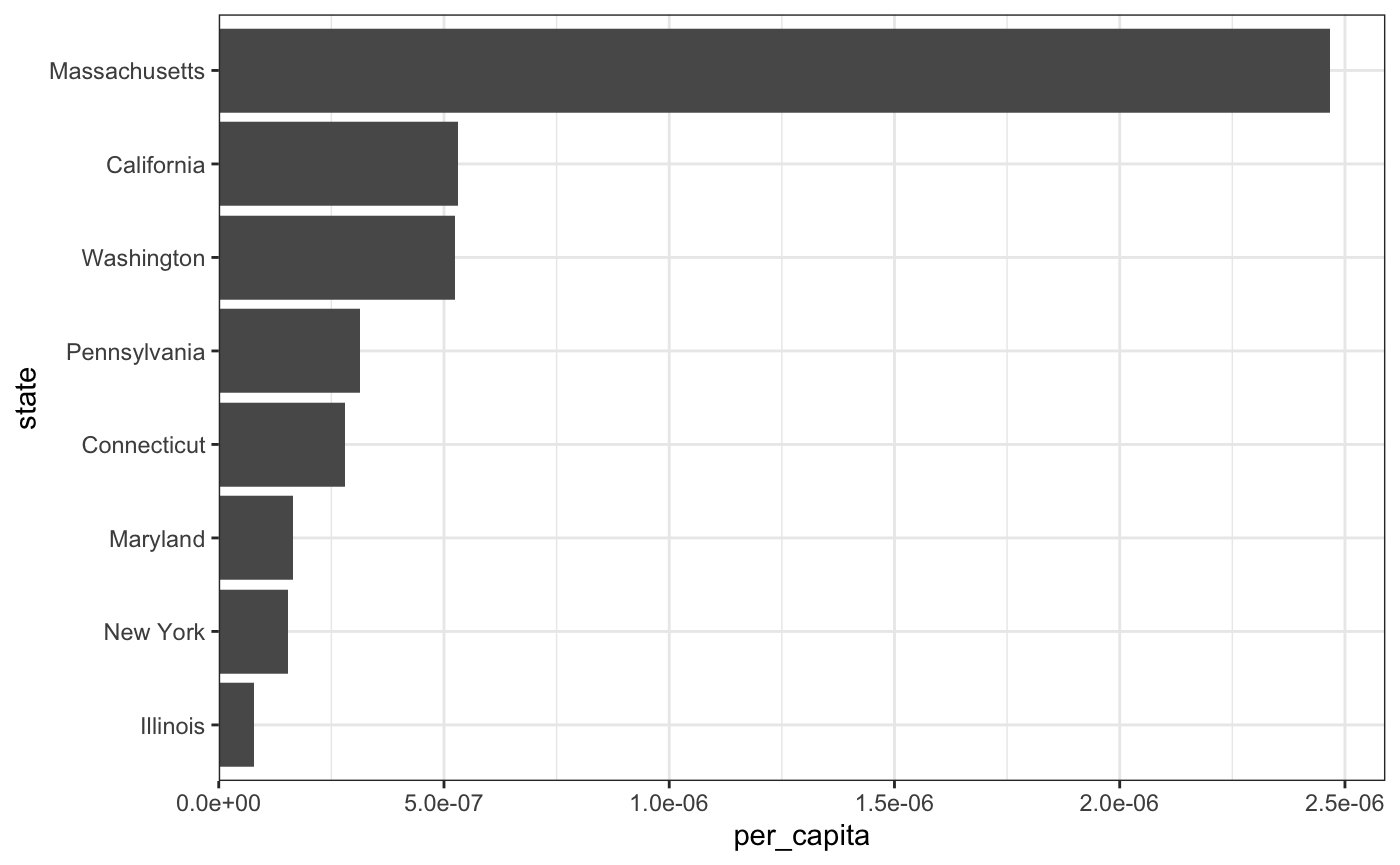 Massachusetts
California
Washington
Pennsylvania
Connecticut
Maryland
New York
Illinois
state
0.0e+00 5.0e-07 1.0e-06 1.5e-06 2.0e-06 2.5e-06
per_capita